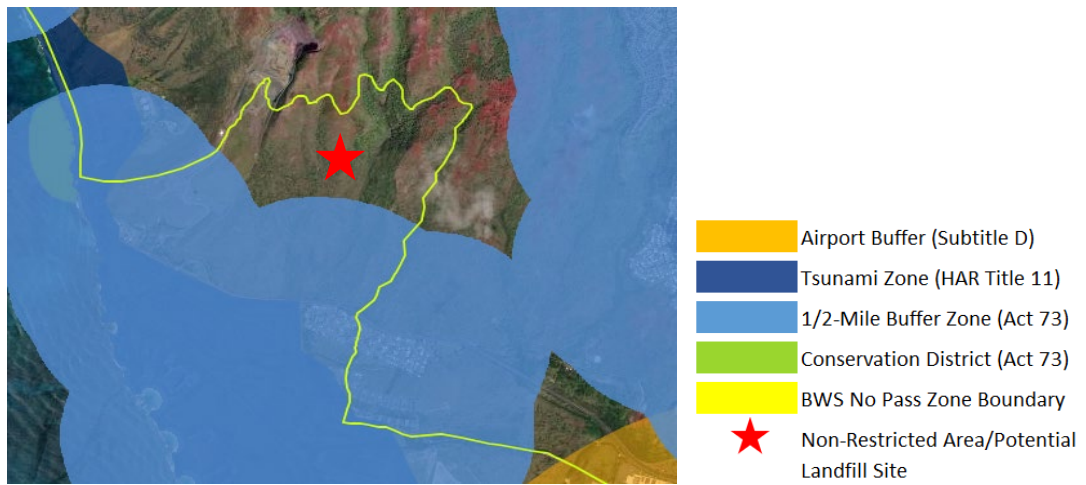 Airport Buffer (Subtitle D)
Tsunami Zone (HAR Title 11)
1/2-Mile Buffer Zone (Act 73)
Conservation District (Act 73)
BWS No Pass Zone Boundary
Non-Restricted Area/Potential
Landfill Site